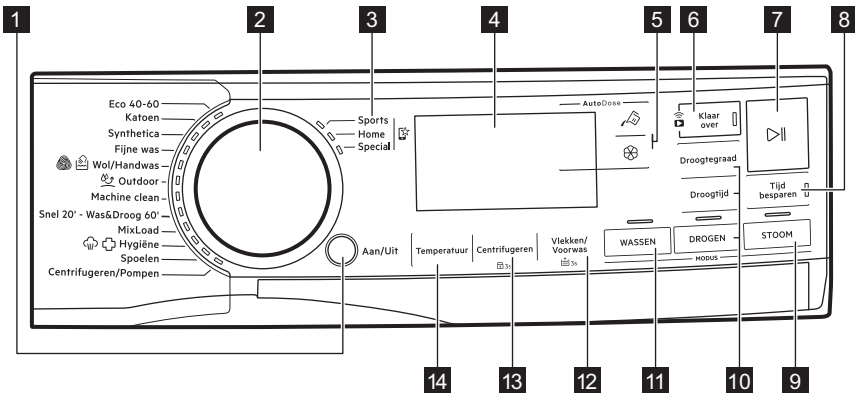 1
2
3
4
5
6
7
8
Eco 40-60
Katoen
Synthetica
Fijne was
Wol/Handwas
Outdoor
Machine clean
Snel 20' - Was&Droog 60'
MixLoad
Hygiëne
Spoelen
Centrifugeren/Pompen
Sports
Home
Special
Aan/Uit
AutoDose
Klaar
over
Droogtegraad
Droogtijd
Tijd
besparen
Temperatuur
Centrifugeren
3s
Vlekken/
Voorwas
3s
WASSEN
DROGEN
STOOM
MODUS
14
13
12
11
10
9